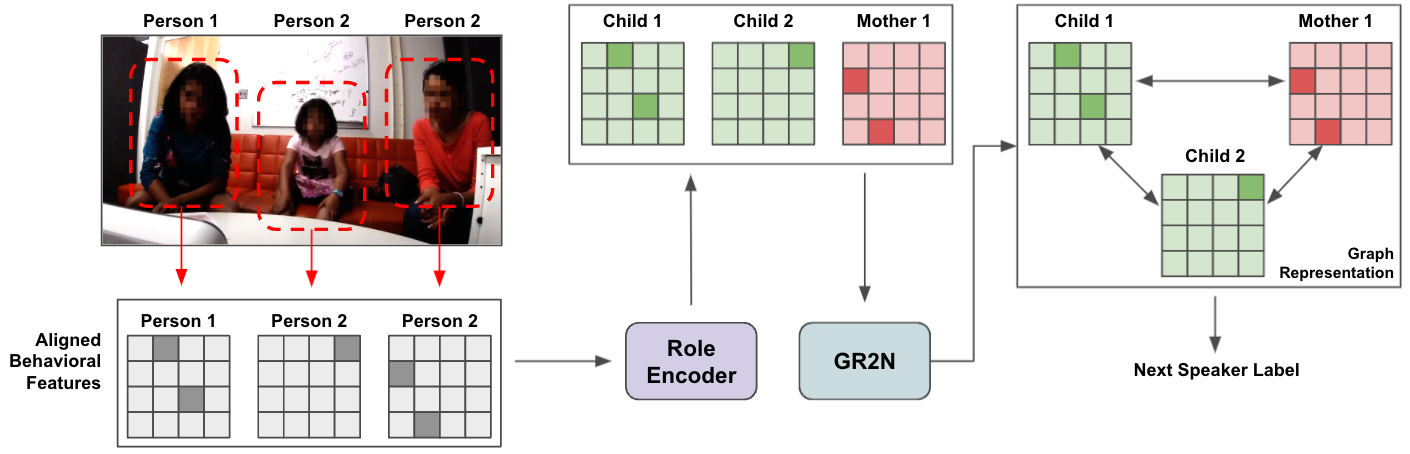 Person 1
Person 2
Person 2
Aligned
Behavioral
Features
Person 1
Person 2
Person 2
Role
Encoder
Child 1
Child 2
Mother 1
GR2N
Child 1
Mother 1
Child 2
Graph
Representation
Next Speaker Label